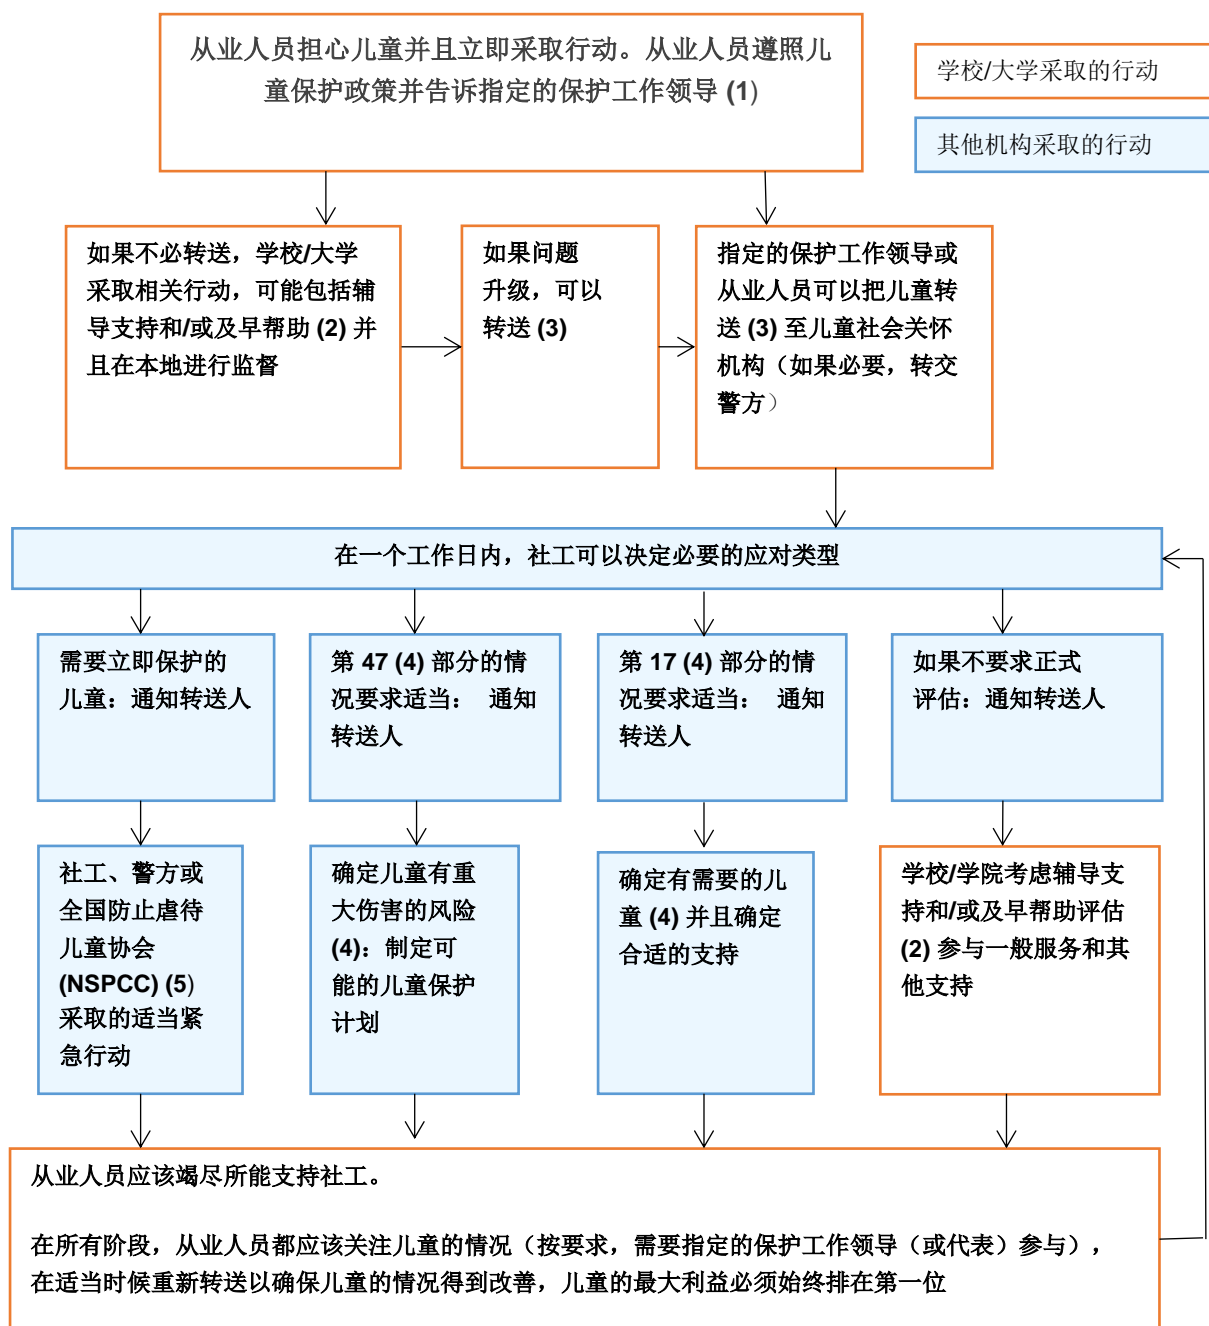 从业人员担心儿童并且立即采取行动。从业人员遵照儿
童保护政策并告诉指定的保护工作领导 (1)
学校/大学采取的行动
其他机构采取的行动
如果不必转送，学校/大学
采取相关行动，可能包括辅
导支持和/或及早帮助 (2) 并
且在本地进行监督
如果问题
升级，可以
转送 (3)
指定的保护工作领导或
从业人员可以把儿童转
送 (3) 至儿童社会关怀
机构（如果必要，转交
警方）
在一个工作日内，社工可以决定必要的应对类型
需要立即保护的
儿童：通知转送人
第 47 (4) 部分的情
况要求适当： 通知
转送人
第 17 (4) 部分的情
况要求适当： 通知
转送人
如果不要求正式
评估：通知转送人
社工、警方或
全国防止虐待
儿童协会
(NSPCC) (5)
采取的适当紧
急行动
确定儿童有重
大伤害的风险
(4)：制定可
能的儿童保护
计划
确定有需要的儿
童 (4) 并且确定
合适的支持
学校/学院考虑辅导支
持和/或及早帮助评估
(2) 参与一般服务和其
他支持
从业人员应该竭尽所能支持社工。
在所有阶段，从业人员都应该关注儿童的情况（按要求，需要指定的保护工作领导（或代表）参与），
在适当时候重新转送以确保儿童的情况得到改善，儿童的最大利益必须始终排在第一位